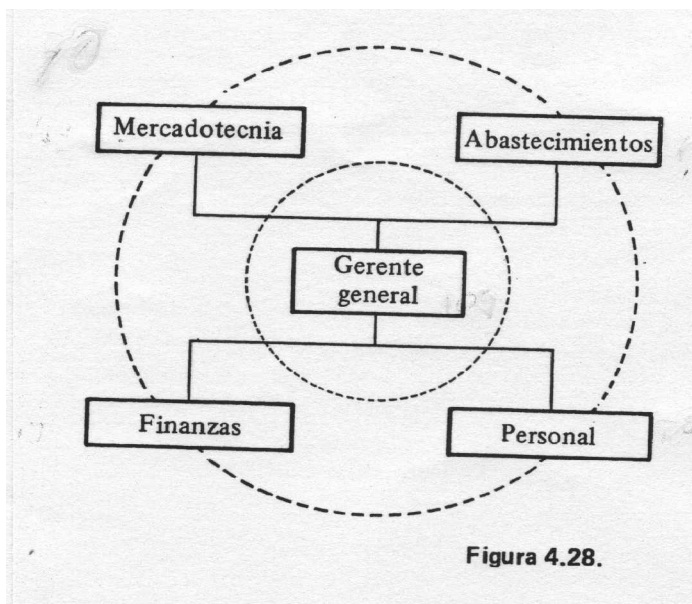 Mercadotecnia
Abastecimientos
Gerente
general
Finanzas
Personal
Figura 4.28.